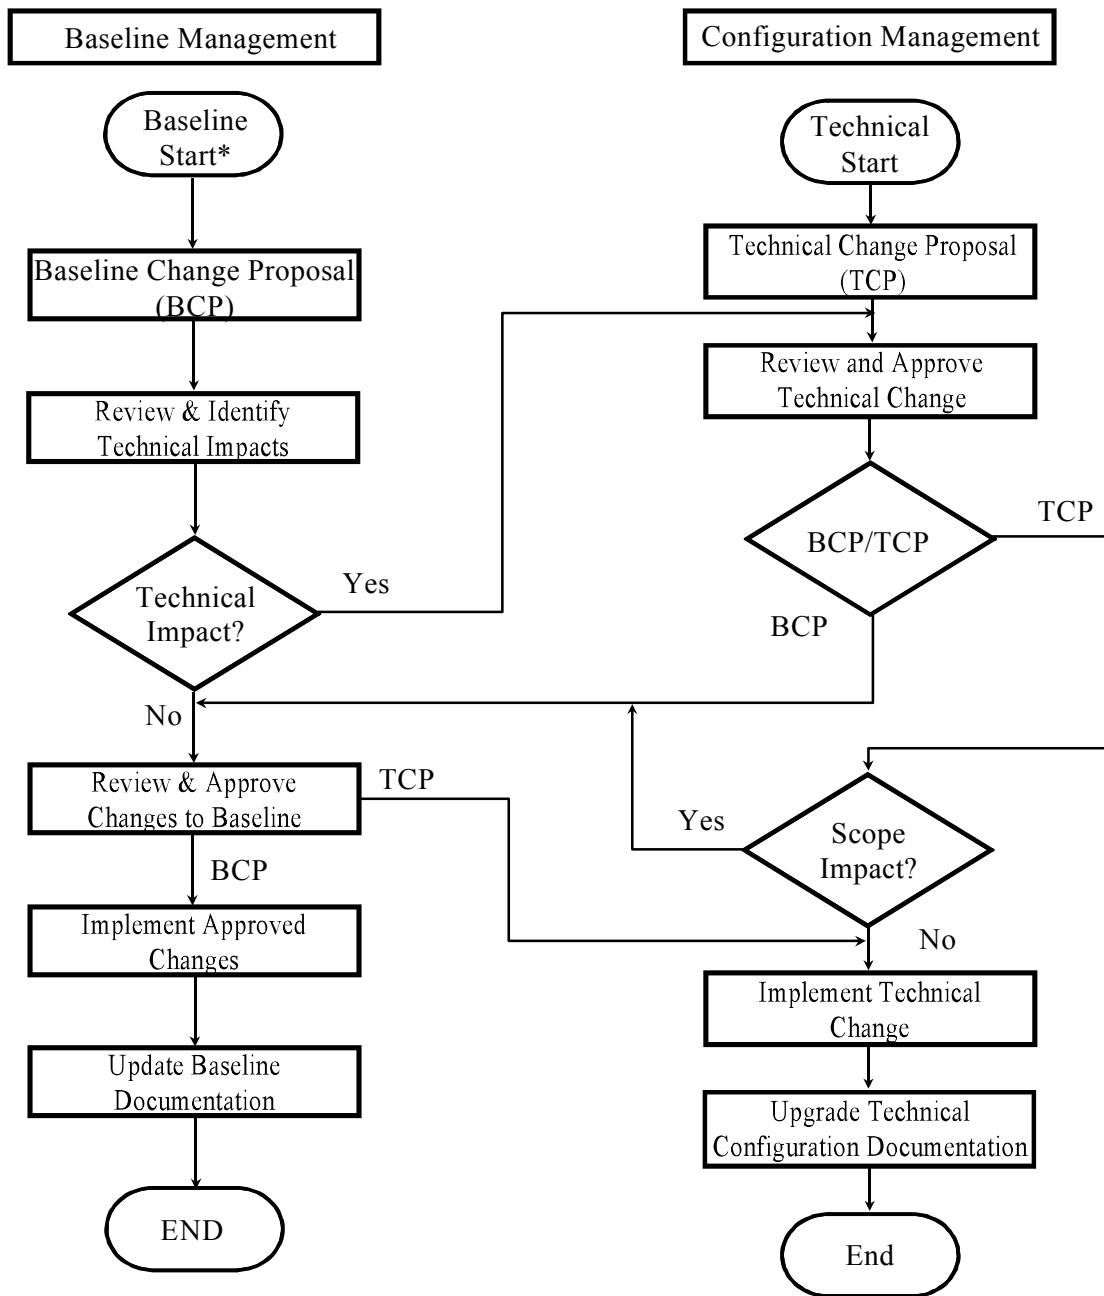 Baseline Management
Configuration Management
Baseline
Start*
Technical
Start
Baseline Change Proposal
(BCP)
Technical Change Proposal
(TCP)
Review & Identify
Technical Impacts
Review and Approve
Technical Change
Technical
Impact?
Yes
No
BCP/TCP
TCP
BCP
Review & Approve
Changes to Baseline
TCP
BCP
Scope
Impact?
Yes
No
Implement Approved
Changes
Implement Technical
Change
Update Baseline
Documentation
Upgrade Technical
Configuration Documentation
END
End